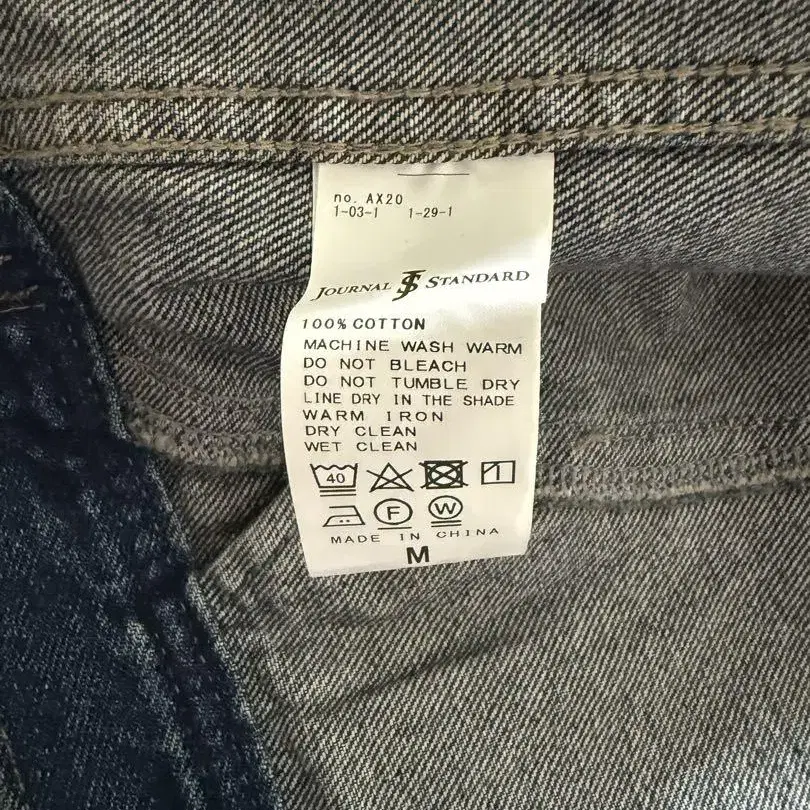 no. AX20
1-03-1 1-29-1
JOURNAL JS STANDARD
100% COTTON
MACHINE WASH WARM
DO NOT BLEACH
DO NOT TUMBLE DRY
LINE DRY IN THE SHADE
WARM IRON
DRY CLEAN
WET CLEAN
40
F W
MADE IN CHINA
M